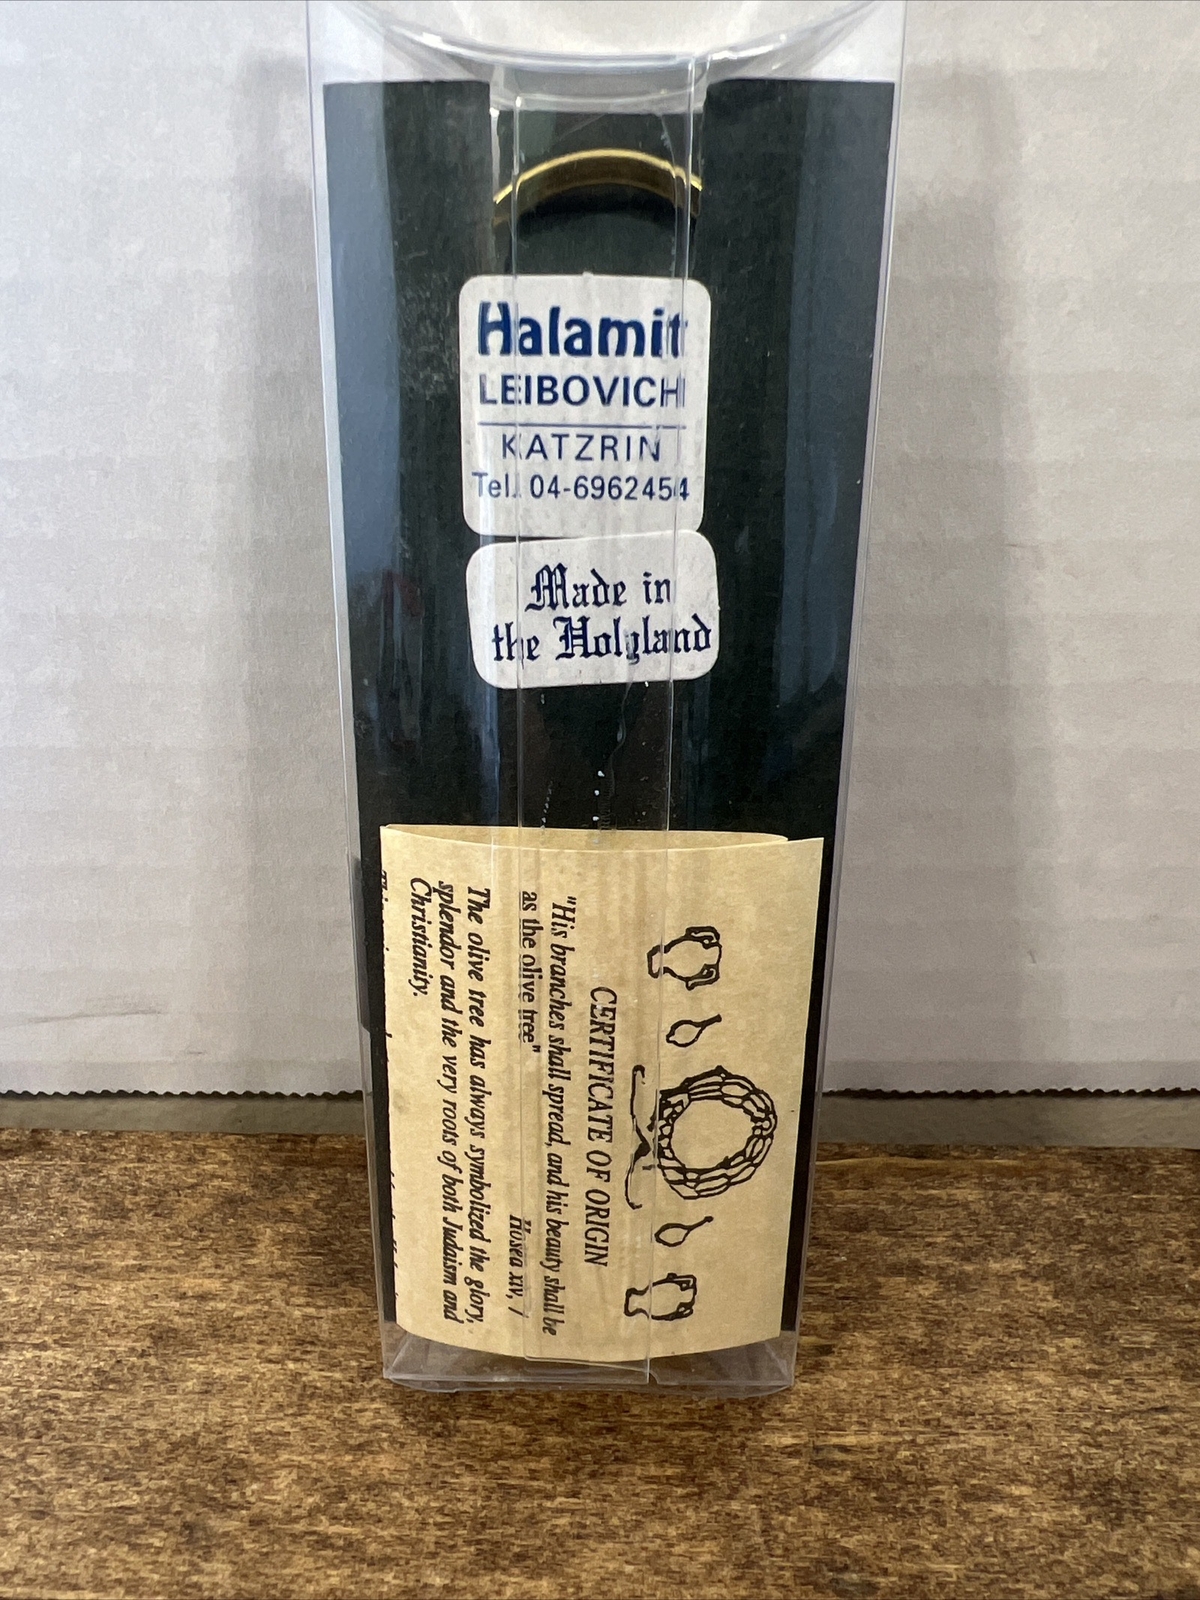 Halamit
LEIBOVICH
KATZRIN
Tel. 04-6962454
Made in
the Holyland
CERTIFICATE OF ORIGIN
"His branches shall spread, and his beauty shall be
as the olive tree"
Hosea XIV, 7
The olive tree has always symbolized the glory,
splendor and the very roots of both Judaism and
Christianity.